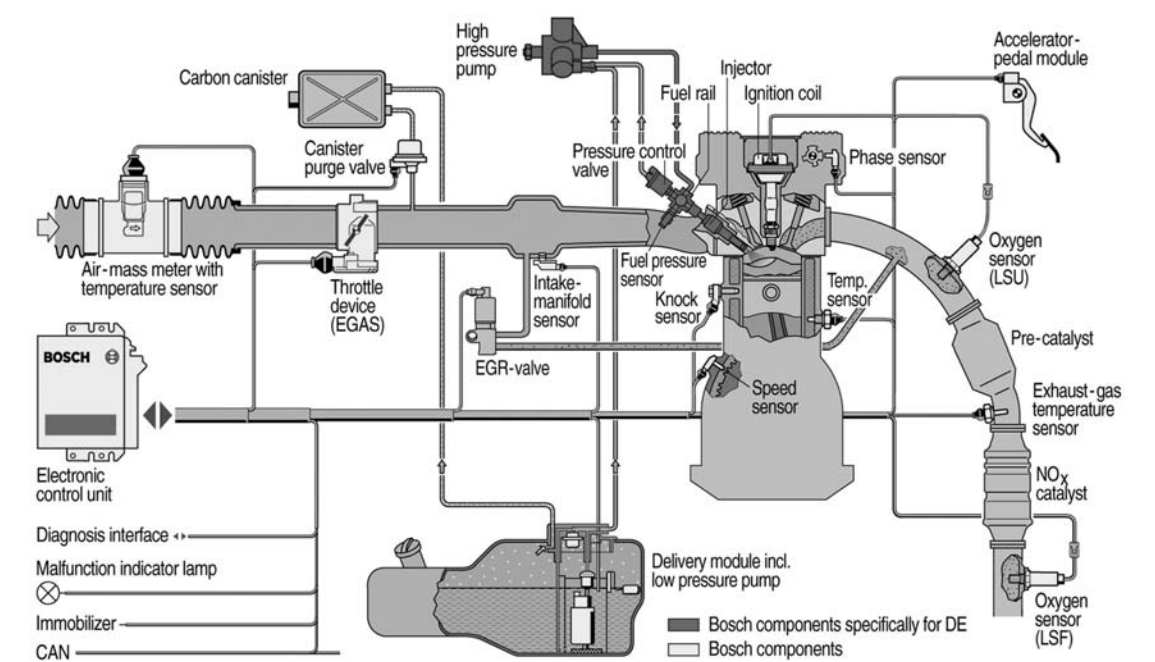 High
pressure
pump
Accelerator-
pedal module
Carbon canister
Injector
Fuel rail
Ignition coil
Canister
purge valve
Pressure control
valve
Phase sensor
Air-mass meter with
temperature sensor
Throttle
device
(EGAS)
Intake-
manifold
sensor
Fuel pressure
sensor
Knock
sensor
Temp.
sensor
Oxygen
sensor
(LSU)
EGR-valve
Pre-catalyst
BOSCH
Speed
sensor
Exhaust-gas
temperature
sensor
Electronic
control unit
NOx
catalyst
Diagnosis interface
Malfunction indicator lamp
Immobilizer
CAN
Delivery module incl.
low pressure pump
Oxygen
sensor
(LSF)
Bosch components specifically for DE
Bosch components